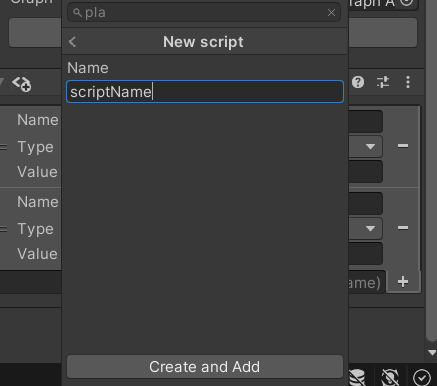 Graph
pla
raph A
New script
Name
scriptName
Name
Type
Value
Name
Type
Value
ame)
Create and Add